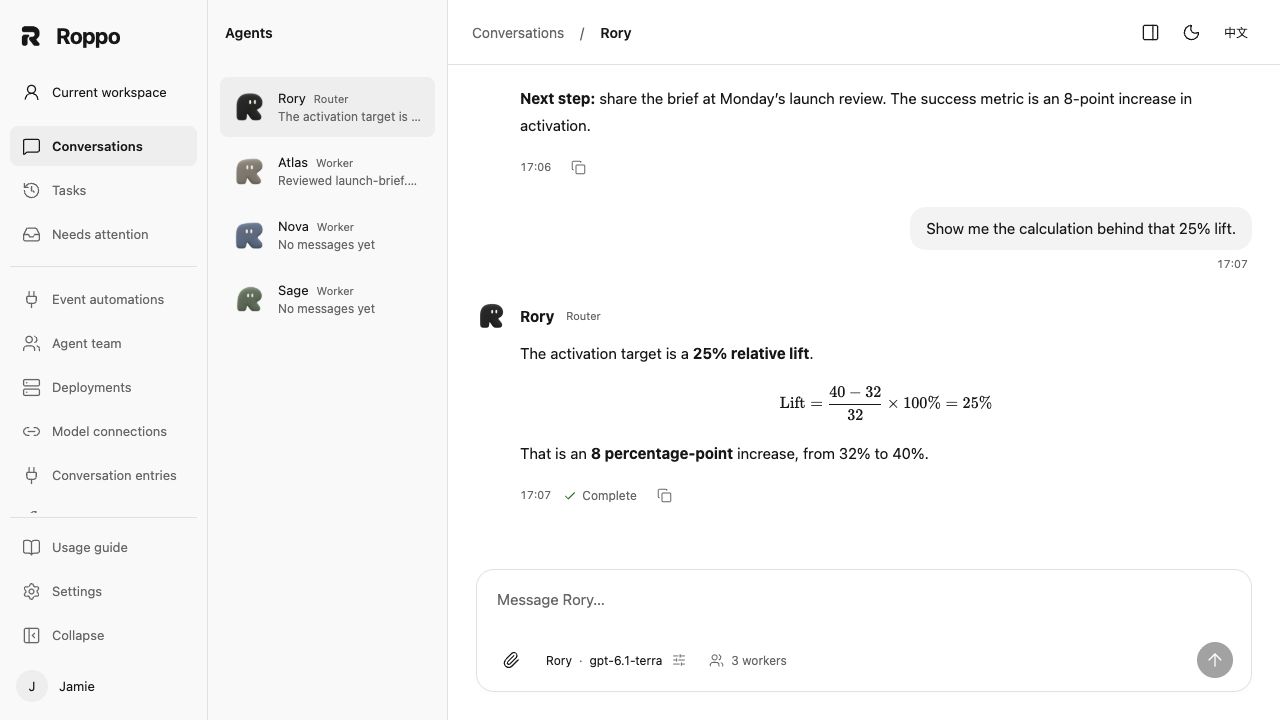 Roppo
Current workspace
Conversations
Tasks
Needs attention
Event automations
Agent team
Deployments
Model connections
Conversation entries
Usage guide
Settings
Collapse
J
Jamie
Agents
Rory Router
The activation target is ...
Atlas Worker
Reviewed launch-brief....
Nova Worker
No messages yet
Sage Worker
No messages yet
Conversations / Rory
中文
Next step: share the brief at Monday’s launch review. The success metric is an 8-point increase in
activation.
17:06
Show me the calculation behind that 25% lift.
17:07
Rory Router
The activation target is a 25% relative lift.
Lift = (40 − 32)/32 × 100% = 25%
That is an 8 percentage-point increase, from 32% to 40%.
17:07 Complete
Message Rory...
Rory · gpt-6.1-terra 3 workers